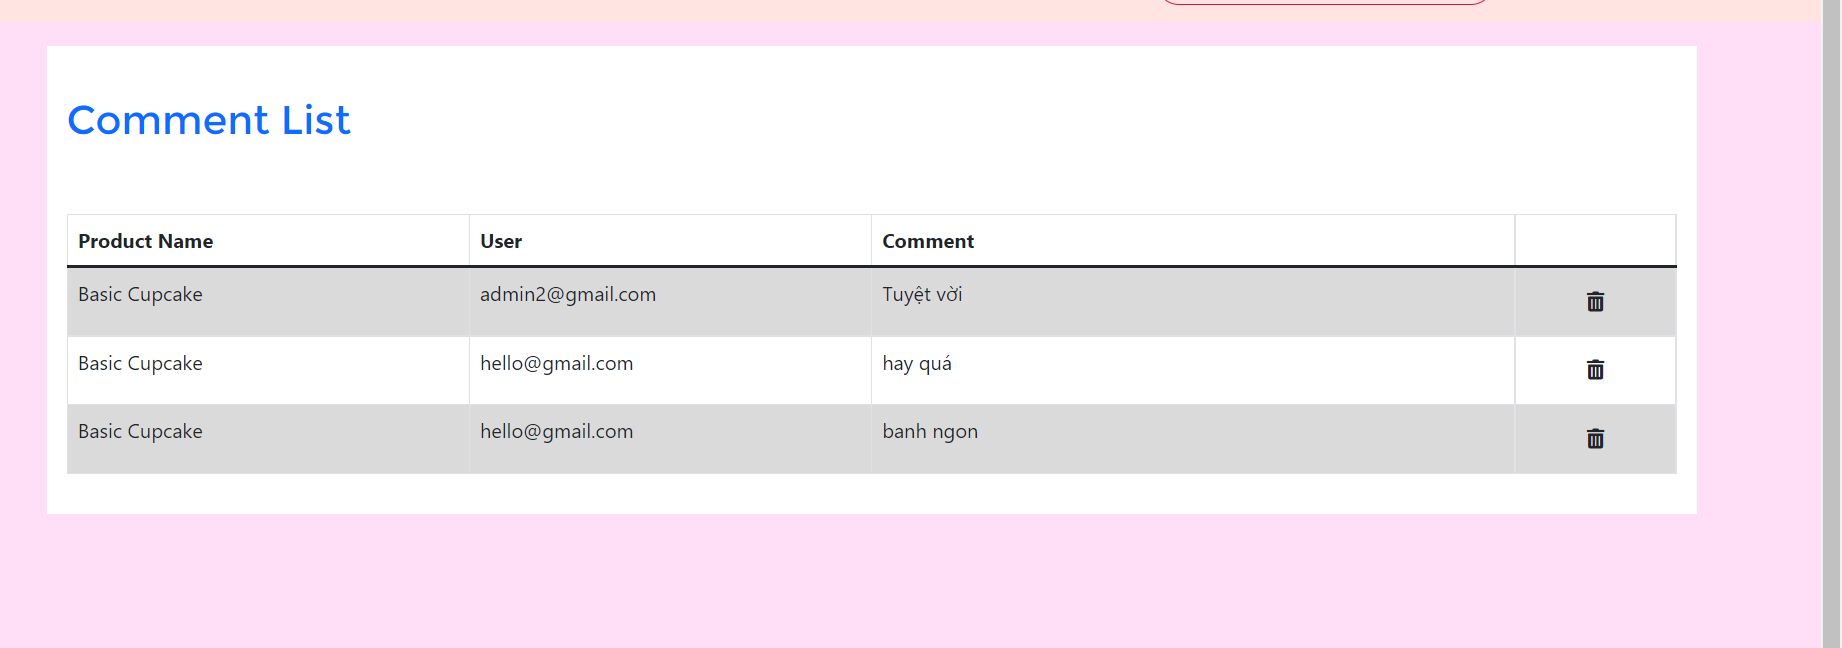 Comment List
Product Name User Comment
Basic Cupcake admin2@gmail.com Tuyệt vời
Basic Cupcake hello@gmail.com hay quá
Basic Cupcake hello@gmail.com banh ngon